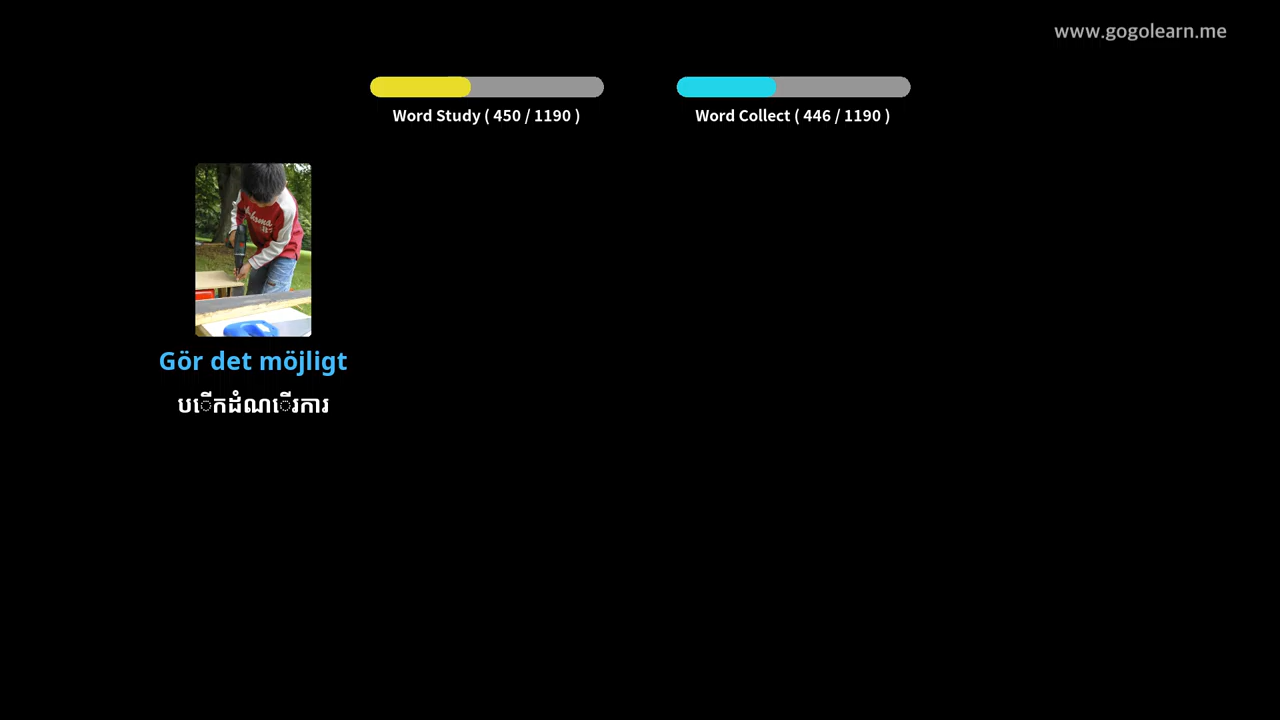 www.gogolearn.me
Word Study ( 450 / 1190 )
Word Collect ( 446 / 1190 )
Gör det möjligt
បើកដំណើរការ